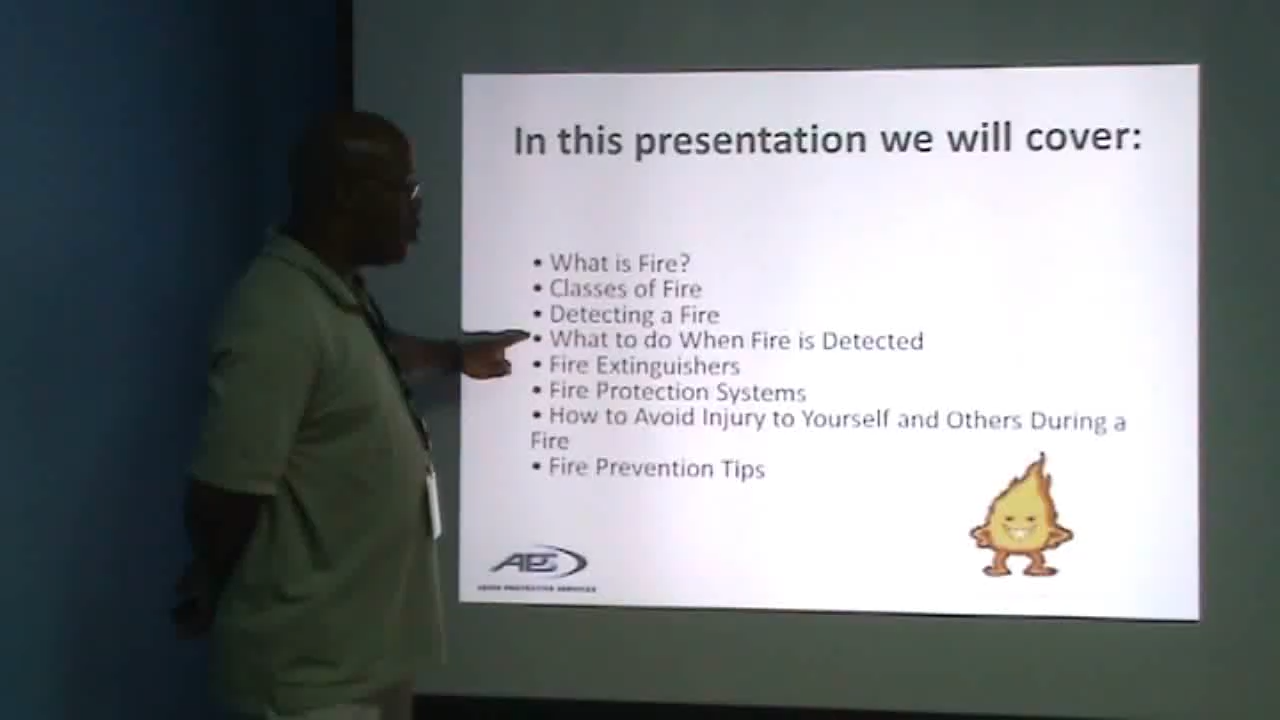 In this presentation we will cover:
• What is Fire?
• Classes of Fire
• Detecting a Fire
• What to do When Fire is Detected
• Fire Extinguishers
• Fire Protection Systems
• How to Avoid Injury to Yourself and Others During a
Fire
• Fire Prevention Tips
PROTECTIVE SERVICES